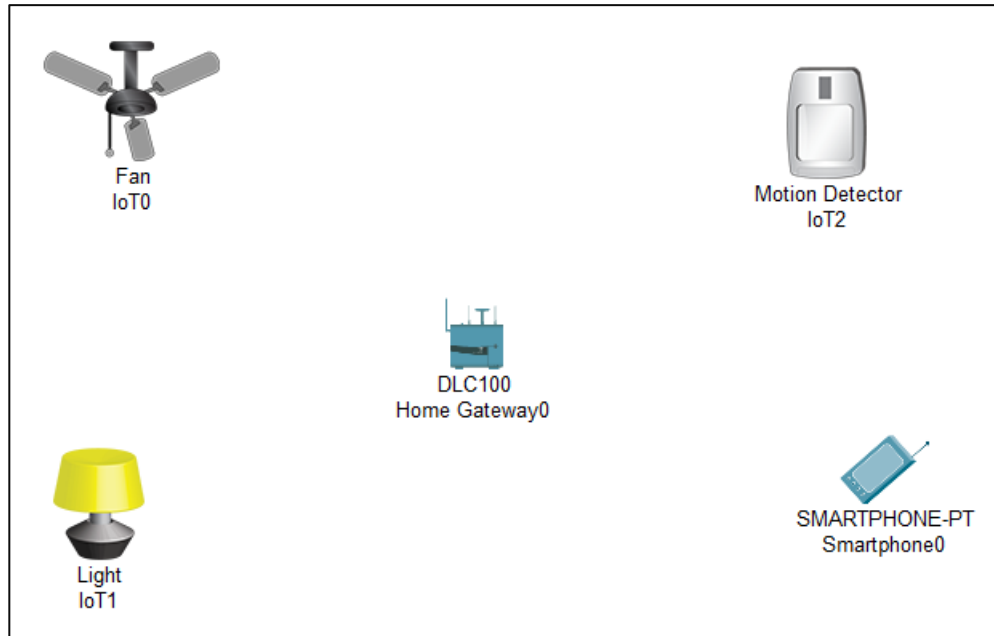 Fan
IoT0
Motion Detector
IoT2
DLC100
Home Gateway0
Light
IoT1
SMARTPHONE-PT
Smartphone0